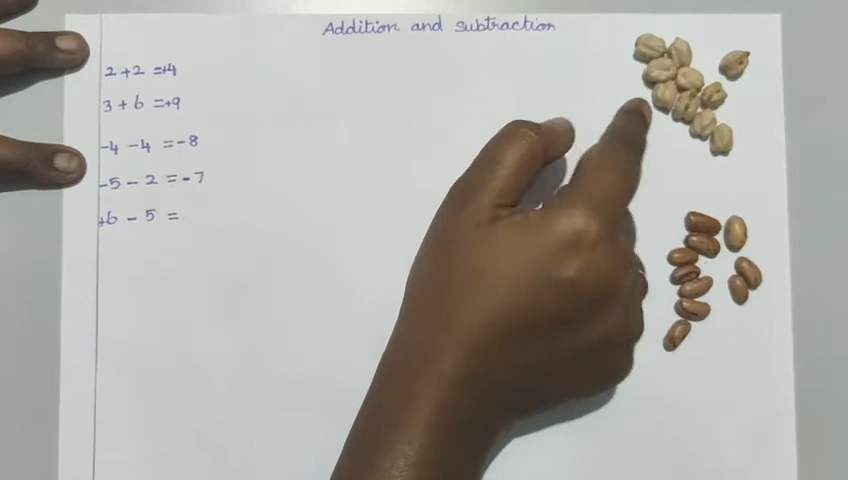 Addition and subtraction
2 + 2 = +4
3 + 6 = +9
-4 - 4 = -8
-5 - 2 = -7
+6 - 5 =